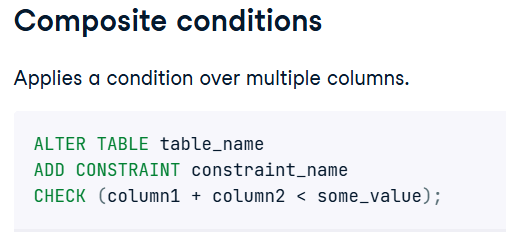 Composite conditions
Applies a condition over multiple columns.
ALTER TABLE table_name
ADD CONSTRAINT constraint_name
CHECK (column1 + column2 < some_value);